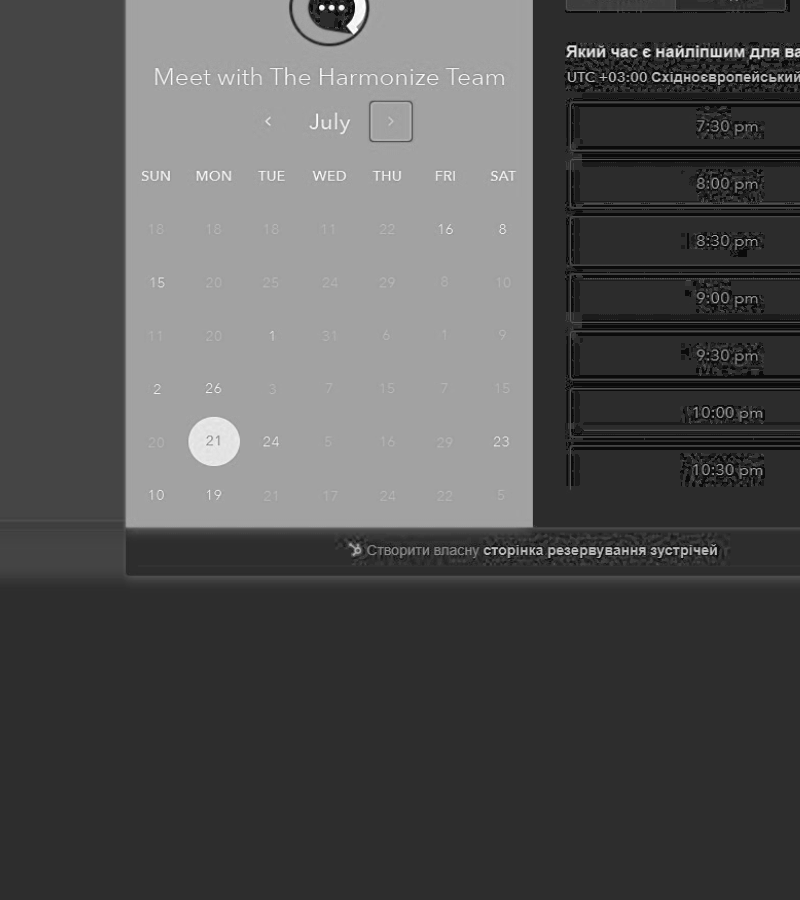 Meet with The Harmonize Team
July
SUN MON TUE WED THU FRI SAT
18 18 18 11 22 16 8
15 20 25 24 29 8 10
11 20 1 31 6 1 9
2 26 3 7 15 7 15
20 21 24 5 16 29 23
10 19 21 17 24 22 5
Який час є найліпшим для
UTC +03:00 Східноєвропейський
7:30 pm
8:00 pm
8:30 pm
9:00 pm
9:30 pm
10:00 pm
10:30 pm
Створити власну сторінка резервування зустрічей